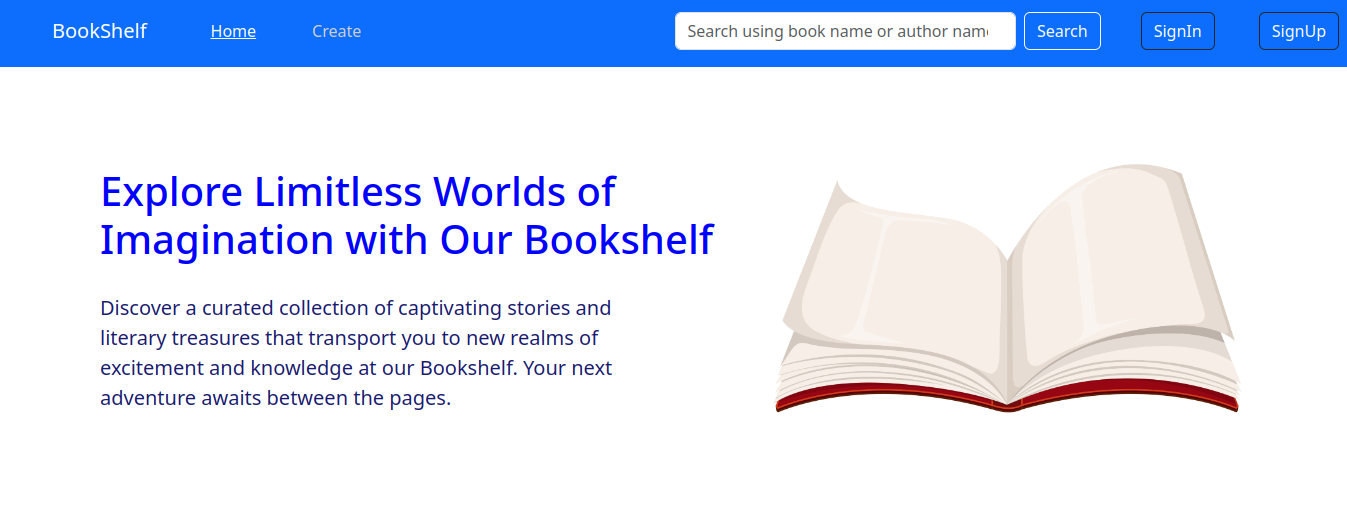 BookShelf Home Create Search using book name or author name Search SignIn SignUp
Explore Limitless Worlds of
Imagination with Our Bookshelf
Discover a curated collection of captivating stories and
literary treasures that transport you to new realms of
excitement and knowledge at our Bookshelf. Your next
adventure awaits between the pages.